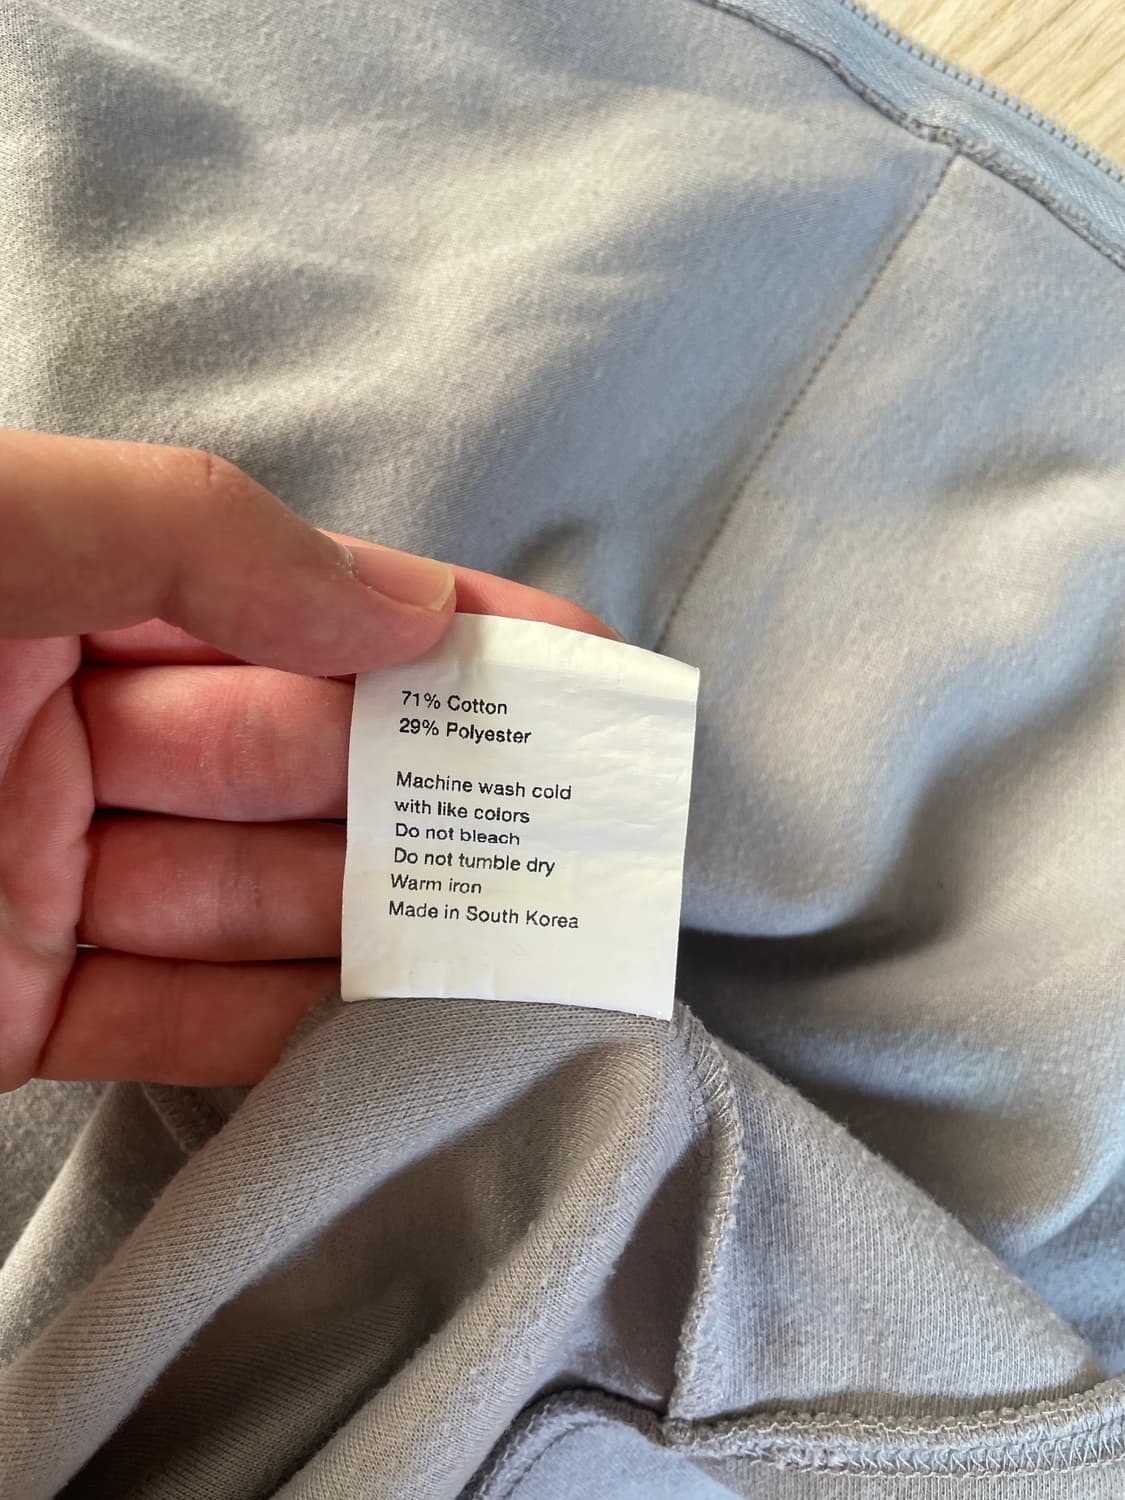 71% Cotton
29% Polyester
Machine wash cold
with like colors
Do not bleach
Do not tumble dry
Warm iron
Made in South Korea